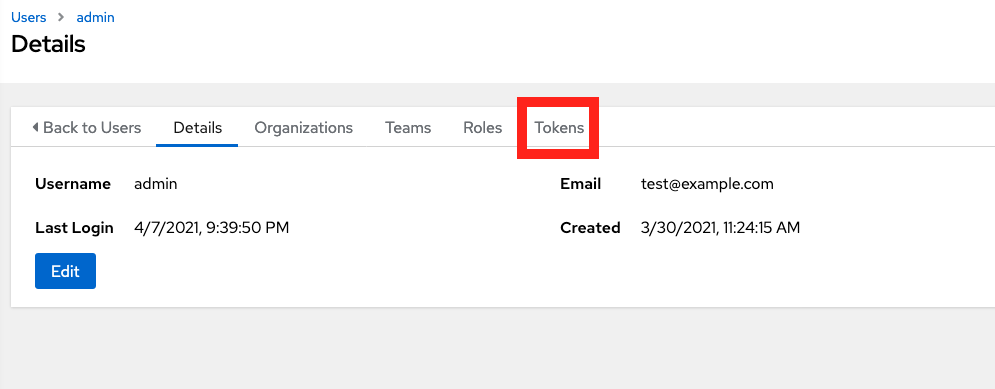 Users > admin
Details
Back to Users Details Organizations Teams Roles Tokens
Username admin Email test@example.com
Last Login 4/7/2021, 9:39:50 PM Created 3/30/2021, 11:24:15 AM
Edit